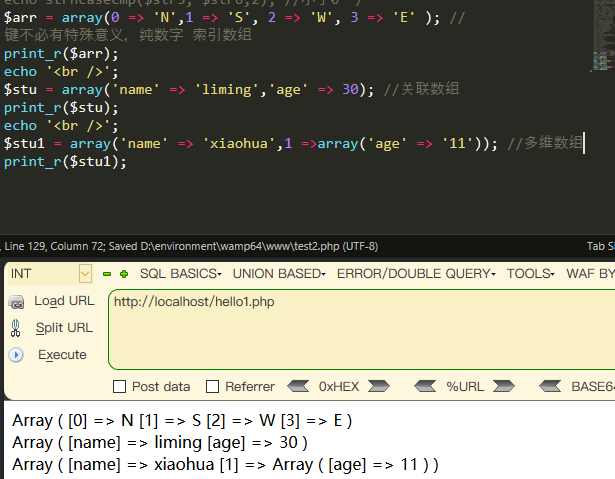 echo strncasecmp($str5, $str6,2); //小于0 */
$arr = array(0 => 'N',1 => 'S', 2 => 'W', 3 => 'E' ); //
键不必有特殊意义，纯数字 索引数组
print_r($arr);
echo '<br />';
$stu = array('name' => 'liming','age' => 30); //关联数组
print_r($stu);
echo '<br />';
$stu1 = array('name' => 'xiaohua',1 =>array('age' => '11')); //多维数组
print_r($stu1);
, Line 129, Column 72; Saved D:\environment\wamp64\www\test2.php (UTF-8) Tab Si
INT SQL BASICS UNION BASED ERROR/DOUBLE QUERY TOOLS WAF BY
Load URL http://localhost/hello1.php
Split URL
Execute
Post data Referrer 0xHEX %URL BASE64
Array ( [0] => N [1] => S [2] => W [3] => E )
Array ( [name] => liming [age] => 30 )
Array ( [name] => xiaohua [1] => Array ( [age] => 11 ) )